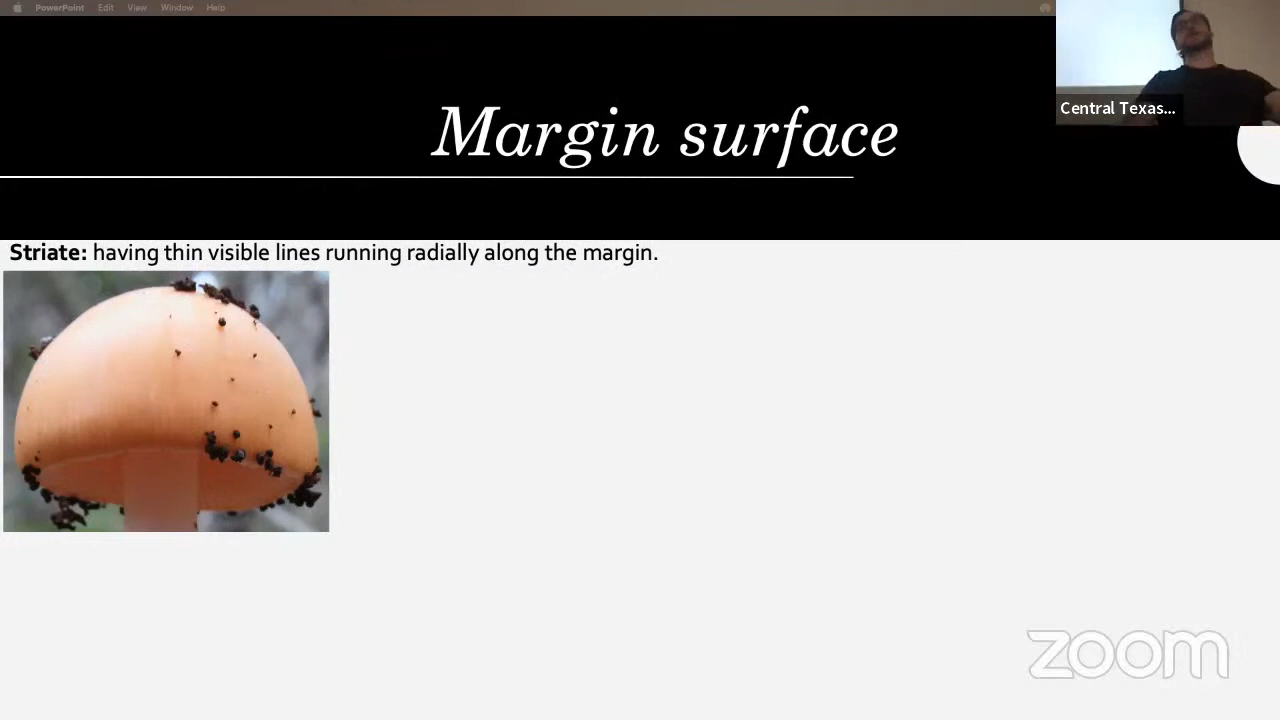 PowerPoint Edit View Window Help
Central Texas...
Margin surface
Striate: having thin visible lines running radially along the margin.
zoom